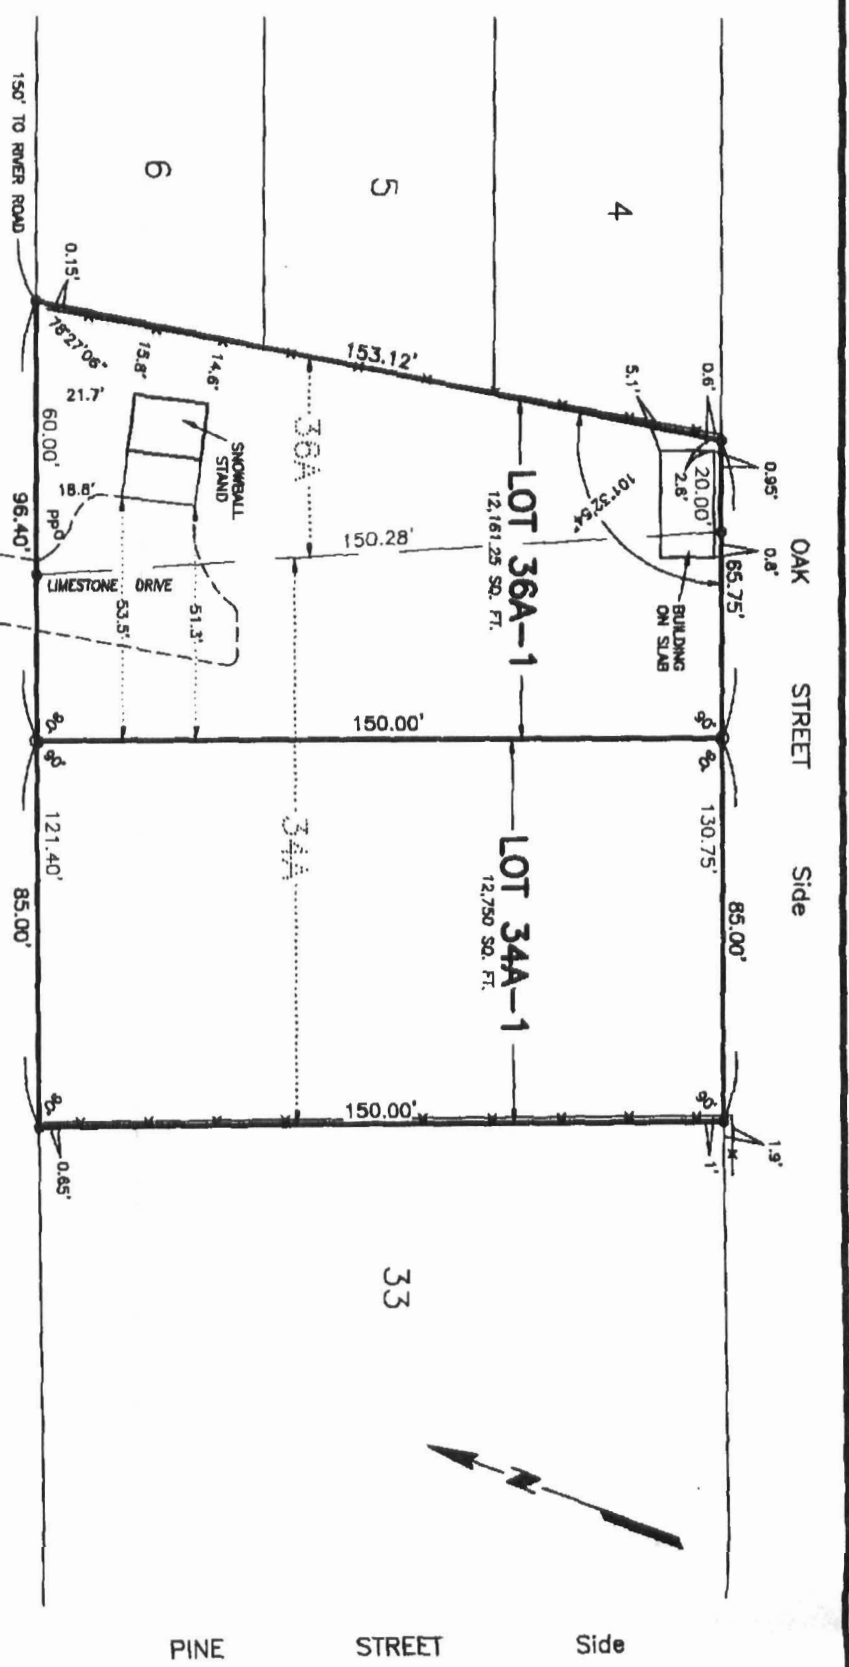 OAK STREET Side
4
5
6
150' TO RIVER ROAD
0.6'
0.95'
5.1'
2.6'
20.00'
0.8'
65.75'
BUILDING
ON SLAB
101°32'54"
153.12'
0.15'
78°27'06"
15.8'
14.6'
21.7'
60.00'
18.8'
PP
96.40'
SNOWBALL
STAND
36A
LOT 36A-1
12,161.25 SQ. FT.
150.28'
LIMESTONE DRIVE
53.5'
51.3'
90°
90°
150.00'
90°
90°
121.40'
85.00'
34A
LOT 34A-1
12,750 SQ. FT.
130.75'
85.00'
90°
150.00'
90°
0.65'
1'
1.9'
33
N
PINE STREET Side